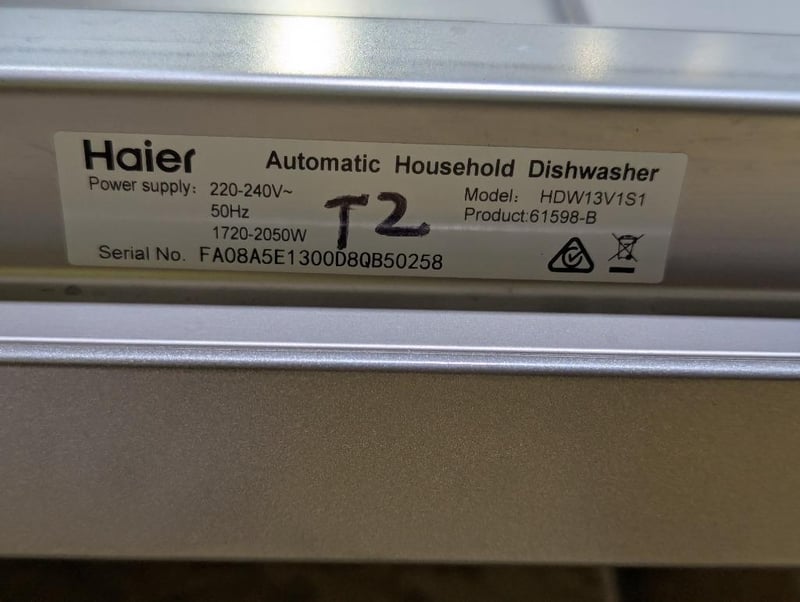 Haier Automatic Household Dishwasher
Power supply: 220-240V~ Model: HDW13V1S1
50Hz Product:61598-B
1720-2050W
T2
Serial No. FA08A5E1300D8QB50258